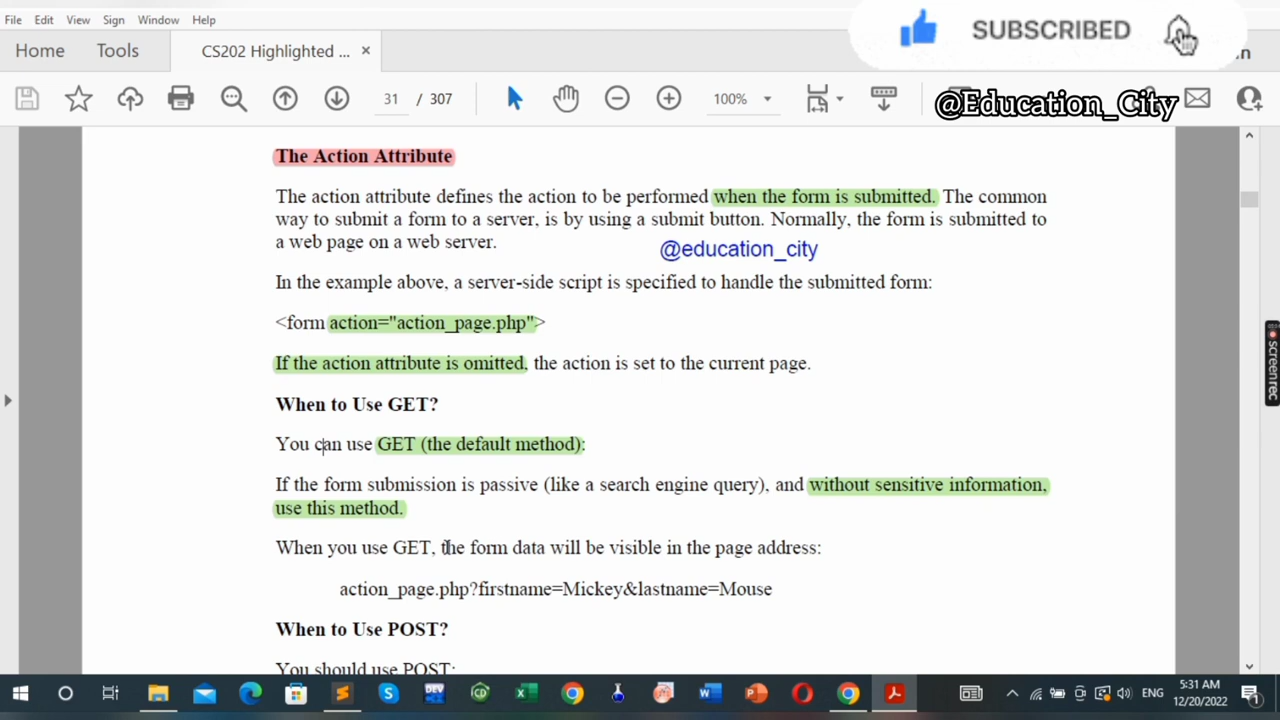 File Edit View Sign Window Help
SUBSCRIBED
Home Tools CS202 Highlighted ... × n
31 / 307 100% @Education_City
The Action Attribute
The action attribute defines the action to be performed when the form is submitted. The common
way to submit a form to a server, is by using a submit button. Normally, the form is submitted to
a web page on a web server.
@education_city
In the example above, a server-side script is specified to handle the submitted form:
<form action="action_page.php">
If the action attribute is omitted, the action is set to the current page.
When to Use GET?
You can use GET (the default method):
If the form submission is passive (like a search engine query), and without sensitive information,
use this method.
When you use GET, the form data will be visible in the page address:
action_page.php?firstname=Mickey&lastname=Mouse
When to Use POST?
You should use POST:
screenrec
ENG 5:31 AM
12/20/2022